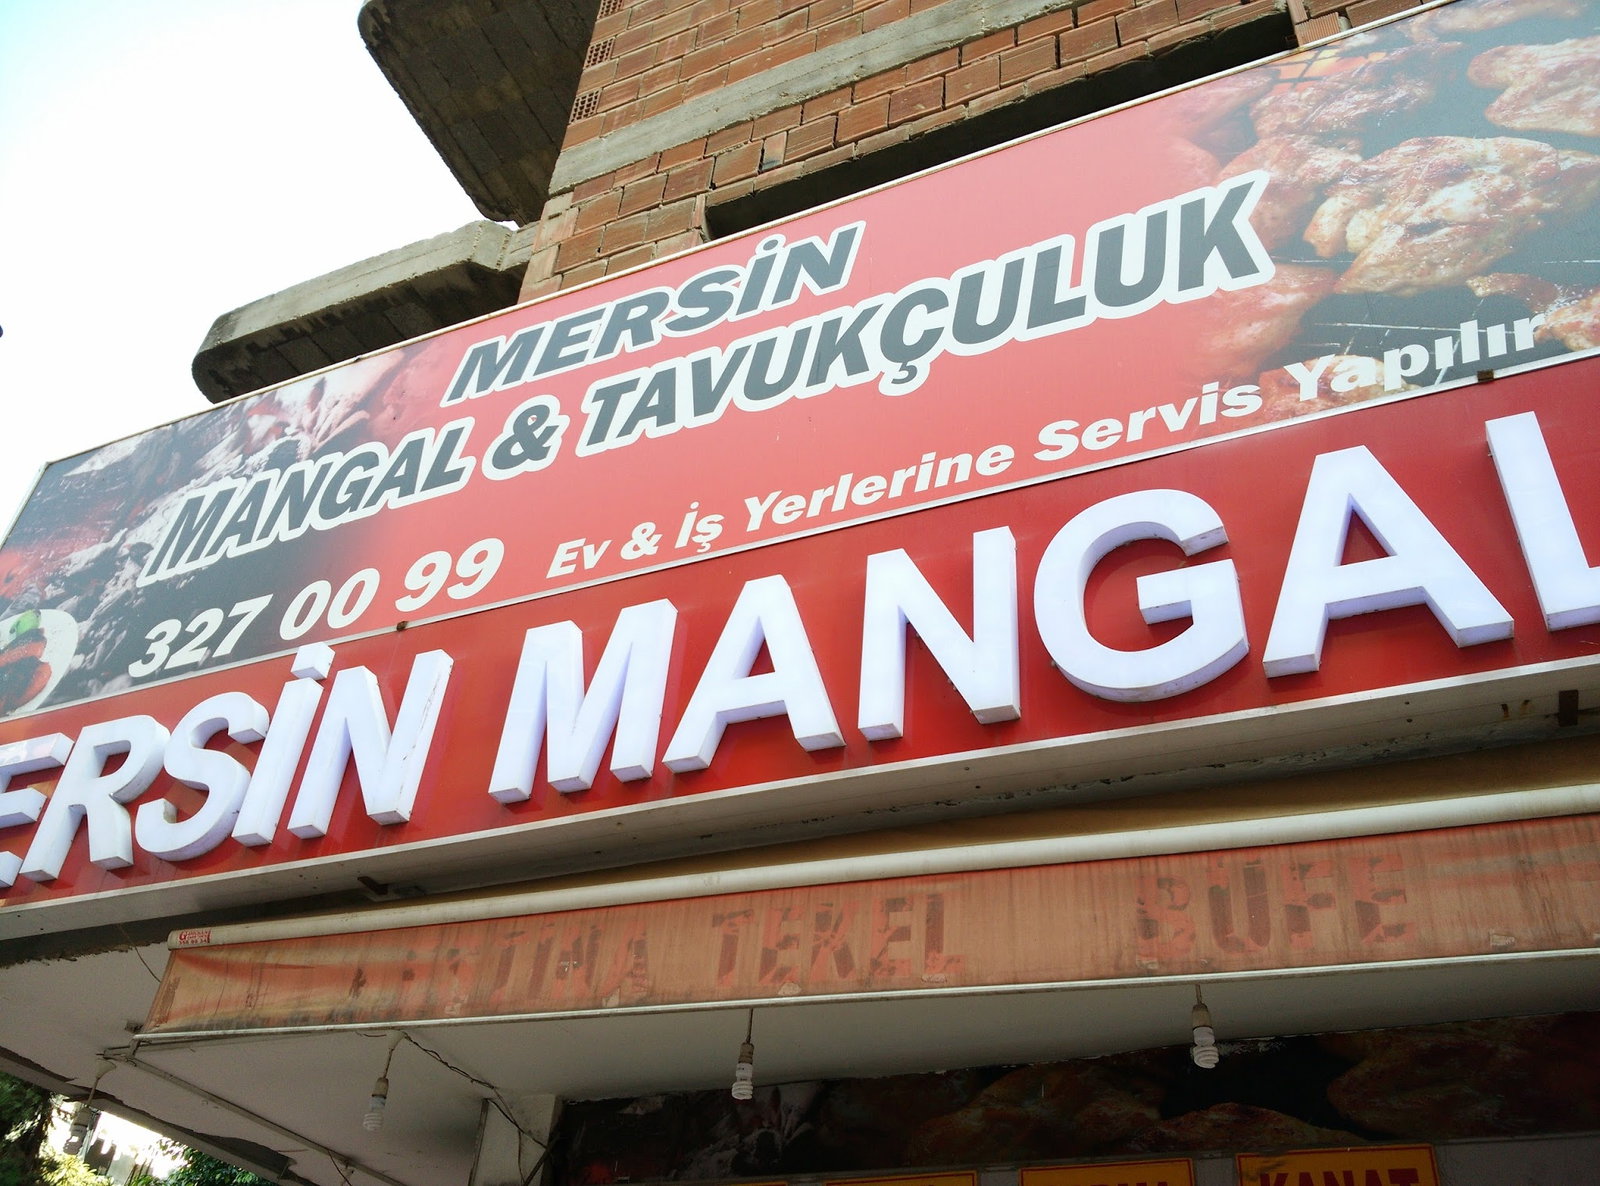 MERSİN
MANGAL & TAVUKÇULUK
327 00 99 Ev & İş Yerlerine Servis Yapılır
ERSİN MANGAL
TEKEL BÜFE
KANAT